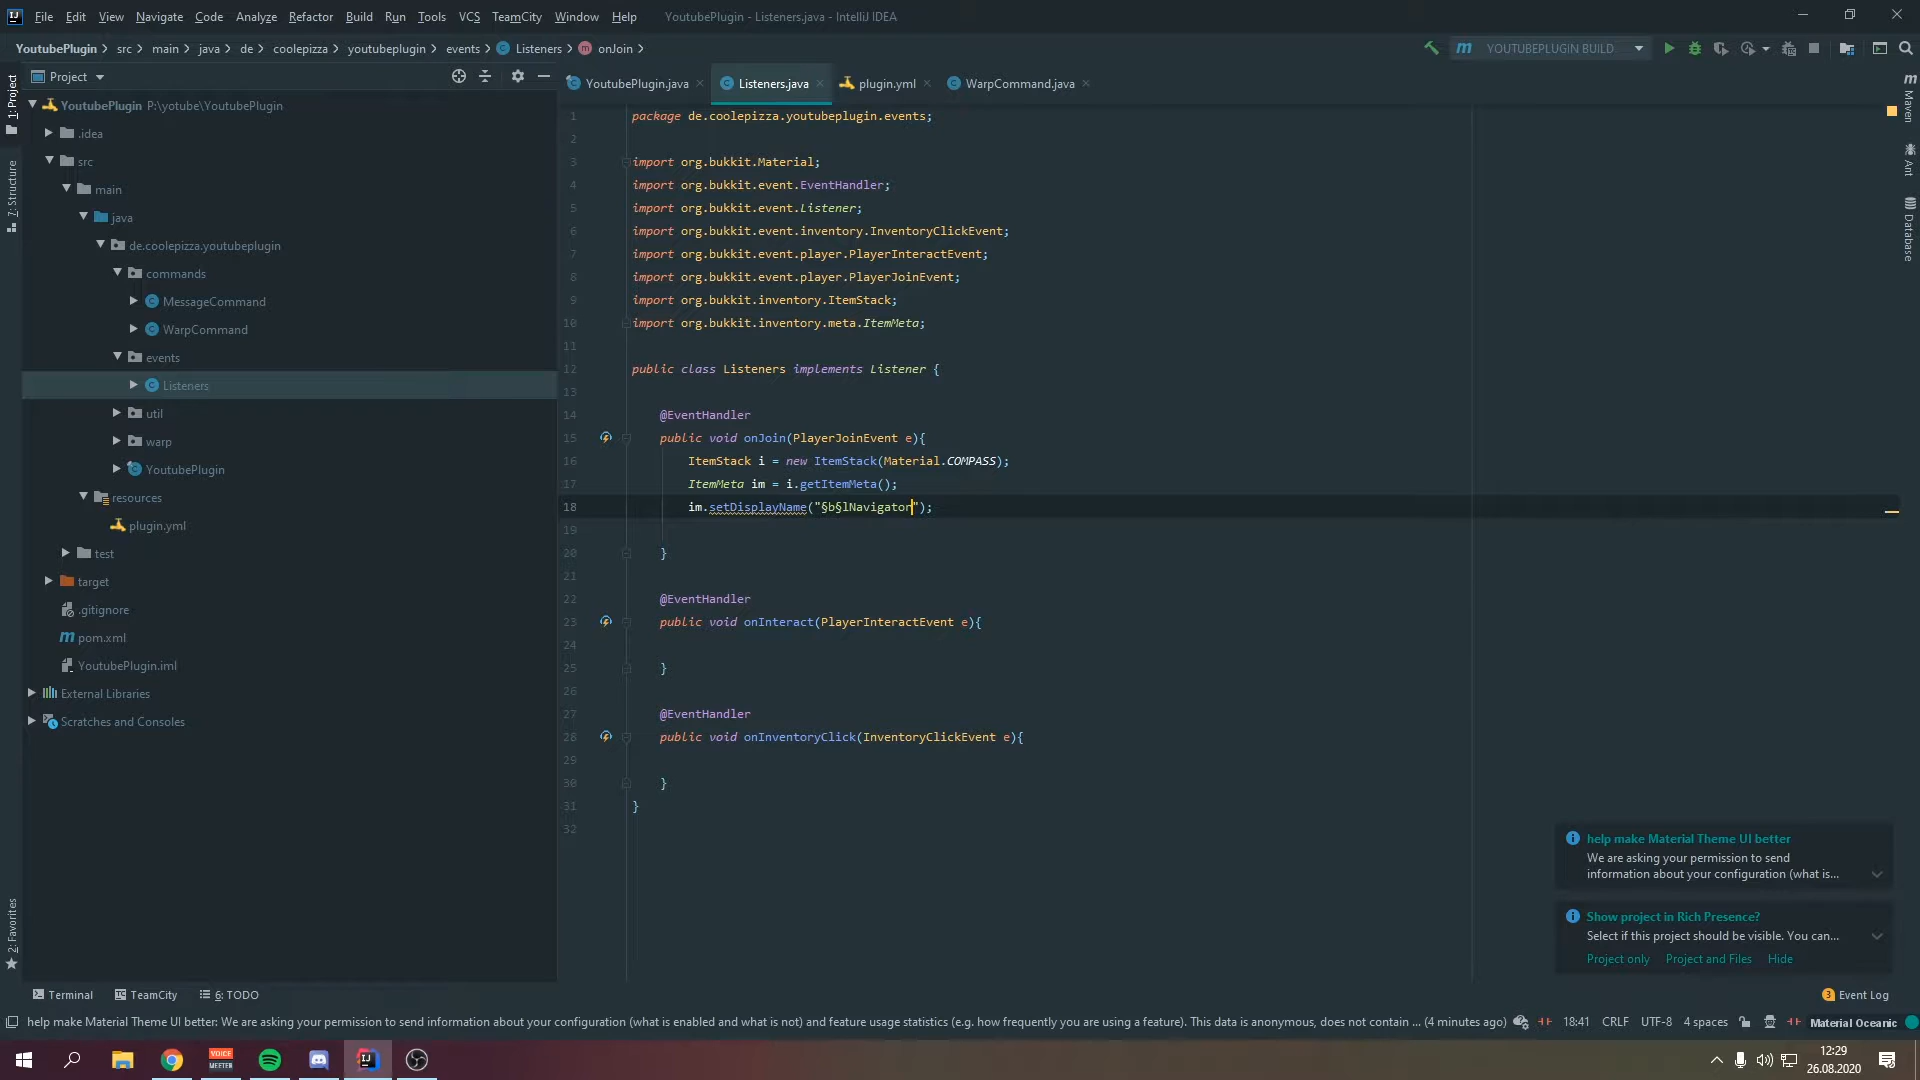 File Edit View Navigate Code Analyze Refactor Build Run Tools TeamCity VCS Window Help YoutubePlugin - Listeners.java - IntelliJ IDEA
YoutubePlugin src main java de coolepizza youtubeplugin events Listeners onJoin YOUTUBEPLUGIN BUILD
Project
YoutubePlugin.java Listeners.java plugin.yml WarpCommand.java
1: Project
7: Structure
2: Favorites
Maven
Ant
Database
YoutubePlugin P:\yotube\YoutubePlugin
.idea
src
main
java
de.coolepizza.youtubeplugin
commands
MessageCommand
WarpCommand
events
Listeners
util
warp
YoutubePlugin
resources
plugin.yml
test
target
.gitignore
pom.xml
YoutubePlugin.iml
External Libraries
Scratches and Consoles
1 package de.coolepizza.youtubeplugin.events;
2
3 import org.bukkit.Material;
4 import org.bukkit.event.EventHandler;
5 import org.bukkit.event.Listener;
6 import org.bukkit.event.inventory.InventoryClickEvent;
7 import org.bukkit.event.player.PlayerInteractEvent;
8 import org.bukkit.event.player.PlayerJoinEvent;
9 import org.bukkit.inventory.ItemStack;
10 import org.bukkit.inventory.meta.ItemMeta;
11
12 public class Listeners implements Listener {
13
14 @EventHandler
15 public void onJoin(PlayerJoinEvent e){
16 ItemStack i = new ItemStack(Material.COMPASS);
17 ItemMeta im = i.getItemMeta();
18 im.setDisplayName("§b§lNavigator");
19
20 }
21
22 @EventHandler
23 public void onInteract(PlayerInteractEvent e){
24
25 }
26
27 @EventHandler
28 public void onInventoryClick(InventoryClickEvent e){
29
30 }
31 }
32
help make Material Theme UI better
We are asking your permission to send
information about your configuration (what is...
Show project in Rich Presence?
Select if this project should be visible. You can...
Project only Project and Files Hide
Terminal TeamCity 6: TODO 3 Event Log
help make Material Theme UI better: We are asking your permission to send information about your configuration (what is enabled and what is not) and feature usage statistics (e.g. how frequently you are using a feature). This data is anonymous, does not contain ... (4 minutes ago) 18:41 CRLF UTF-8 4 spaces Material Oceanic
VOICE
MEETER
12:29
26.08.2020